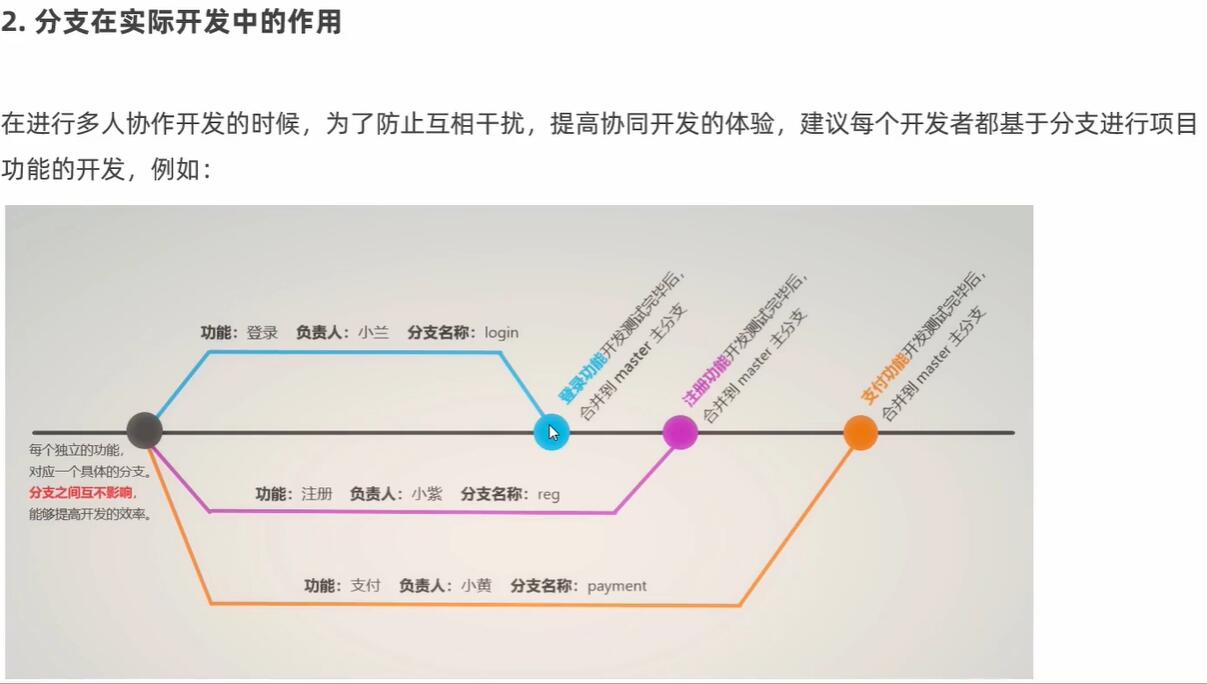 2. 分支在实际开发中的作用
在进行多人协作开发的时候，为了防止互相干扰，提高协同开发的体验，建议每个开发者都基于分支进行项目
功能的开发，例如：
功能：登录 负责人：小兰 分支名称：login
登录功能开发测试完毕后，
合并到 master 主分支
注册功能开发测试完毕后，
合并到 master 主分支
支付功能开发测试完毕后，
合并到 master 主分支
每个独立的功能，
对应一个具体的分支。
分支之间互不影响，
能够提高开发的效率。
功能：注册 负责人：小紫 分支名称：reg
功能：支付 负责人：小黄 分支名称：payment